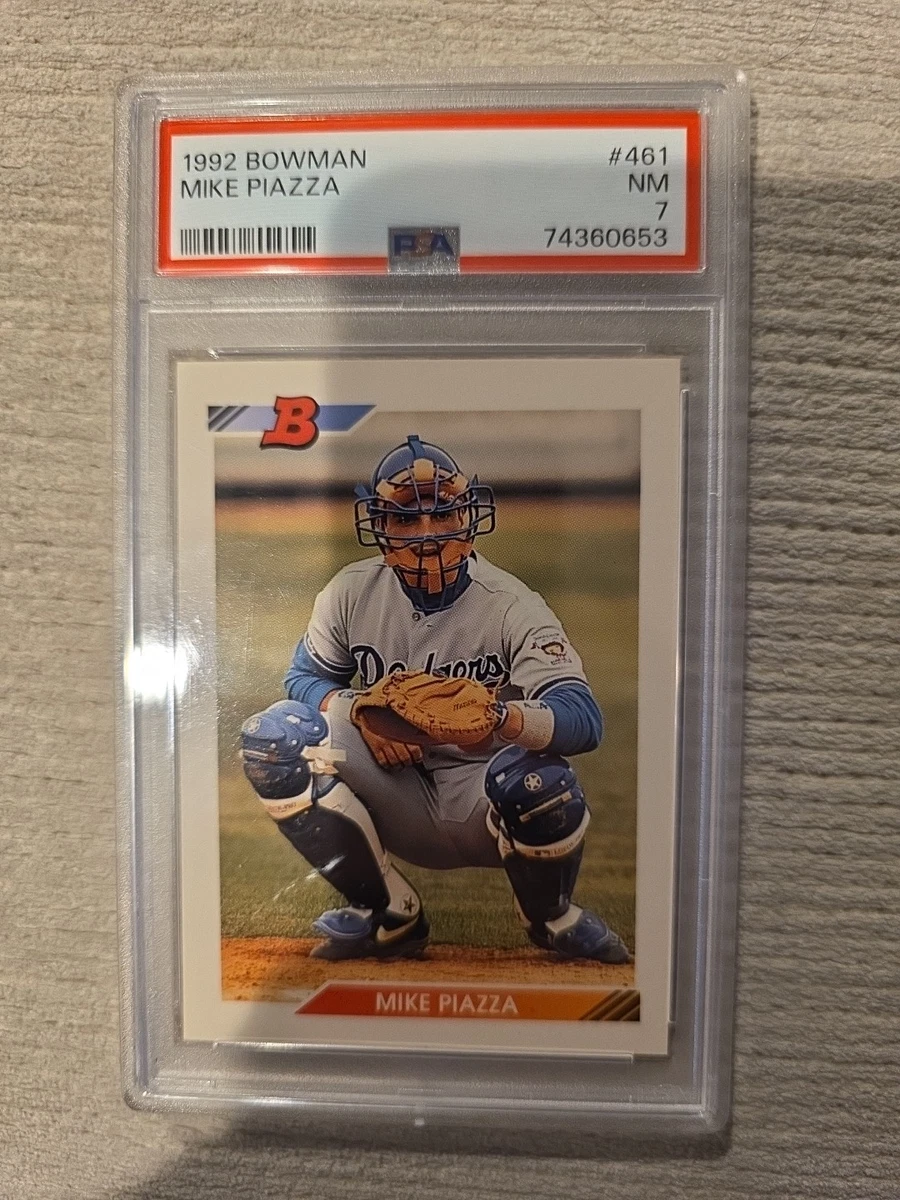 1992 BOWMAN #461
MIKE PIAZZA NM
7
PSA 74360653
B
Dodgers
MIKE PIAZZA